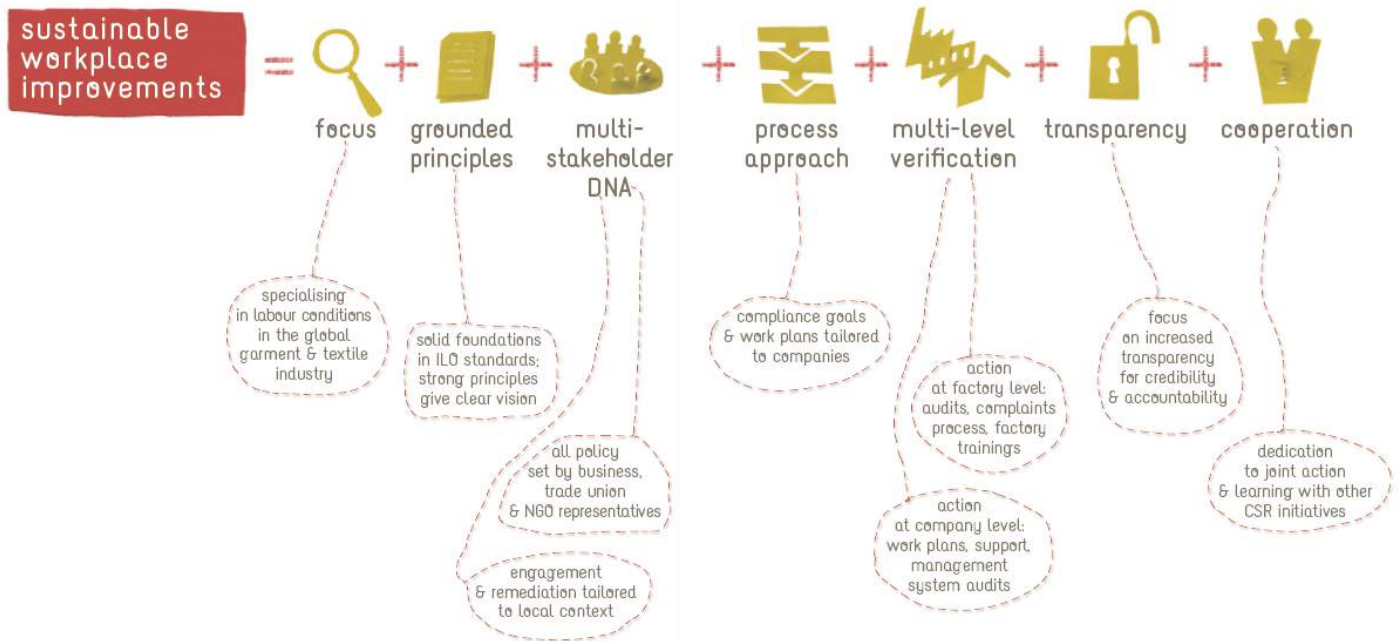 sustainable
workplace
improvements
=
+
+
+
+
+
+
focus
grounded
principles
multi-
stakeholder
DNA
process
approach
multi-level
verification
transparency
cooperation
specialising
in labour conditions
in the global
garment & textile
industry
solid foundations
in ILO standards;
strong principles
give clear vision
all policy
set by business,
trade union
& NGO representatives
engagement
& remediation tailored
to local context
compliance goals
& work plans tailored
to companies
action
at factory level:
audits, complaints
process, factory
trainings
action
at company level:
work plans, support,
management
system audits
focus
on increased
transparency
for credibility
& accountability
dedication
to joint action
& learning with other
CSR initiatives